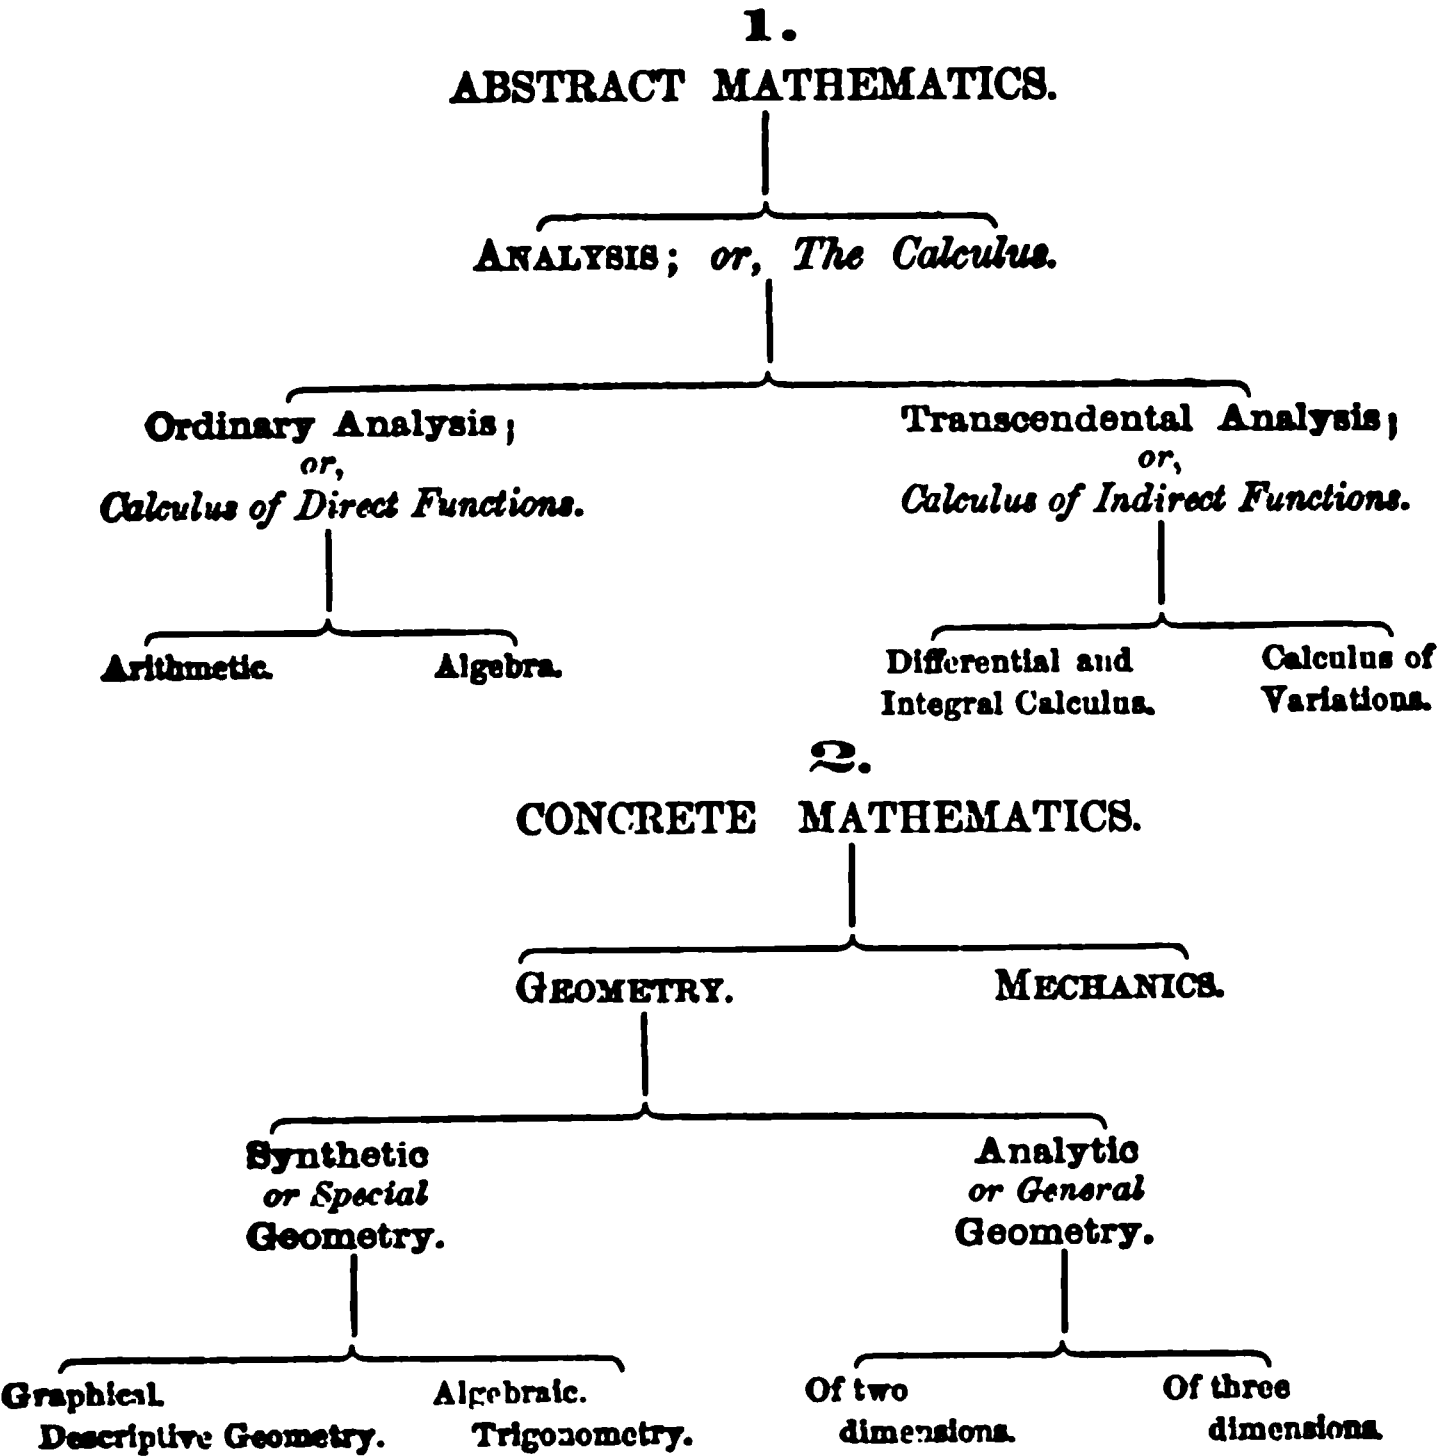 1.
ABSTRACT MATHEMATICS.
ANALYSIS; or, The Calculus.
Ordinary Analysis;
or,
Calculus of Direct Functions.
Transcendental Analysis;
or,
Calculus of Indirect Functions.
Arithmetic.
Algebra.
Differential and
Integral Calculus.
Calculus of
Variations.
2.
CONCRETE MATHEMATICS.
GEOMETRY.
MECHANICS.
Synthetic
or Special
Geometry.
Analytic
or General
Geometry.
Graphical.
Descriptive Geometry.
Algebraic.
Trigonometry.
Of two
dimensions.
Of three
dimensions.